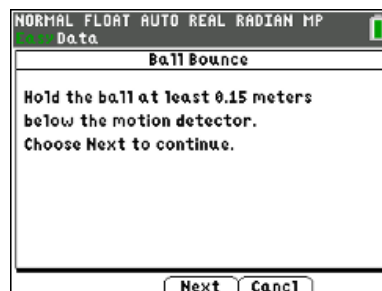 NORMAL FLOAT AUTO REAL RADIAN MP
EasyData
Ball Bounce
Hold the ball at least 0.15 meters
below the motion detector.
Choose Next to continue.
Next Cancl